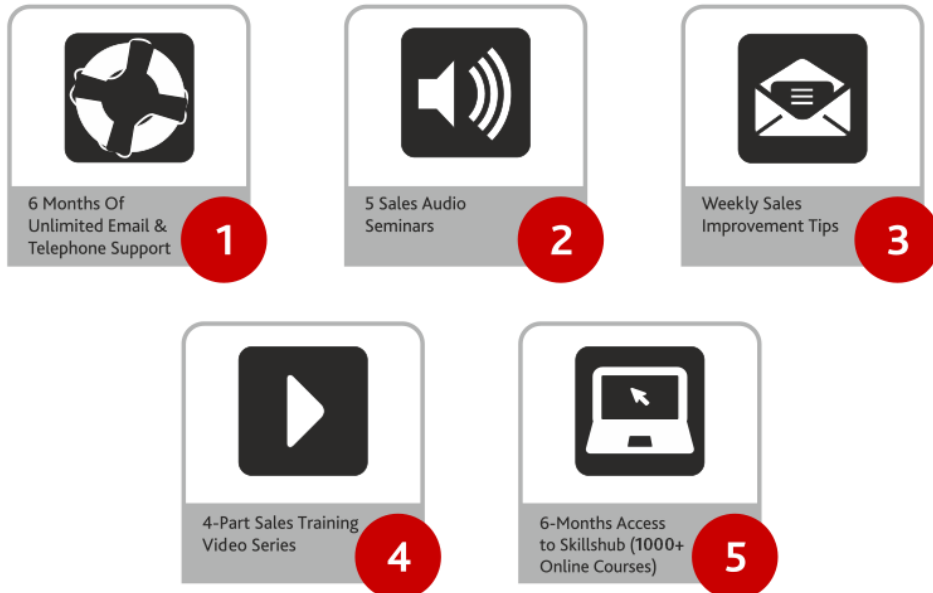 6 Months Of
Unlimited Email &
Telephone Support
1
5 Sales Audio
Seminars
2
Weekly Sales
Improvement Tips
3
4-Part Sales Training
Video Series
4
6-Months Access
to Skillshub (1000+
Online Courses)
5